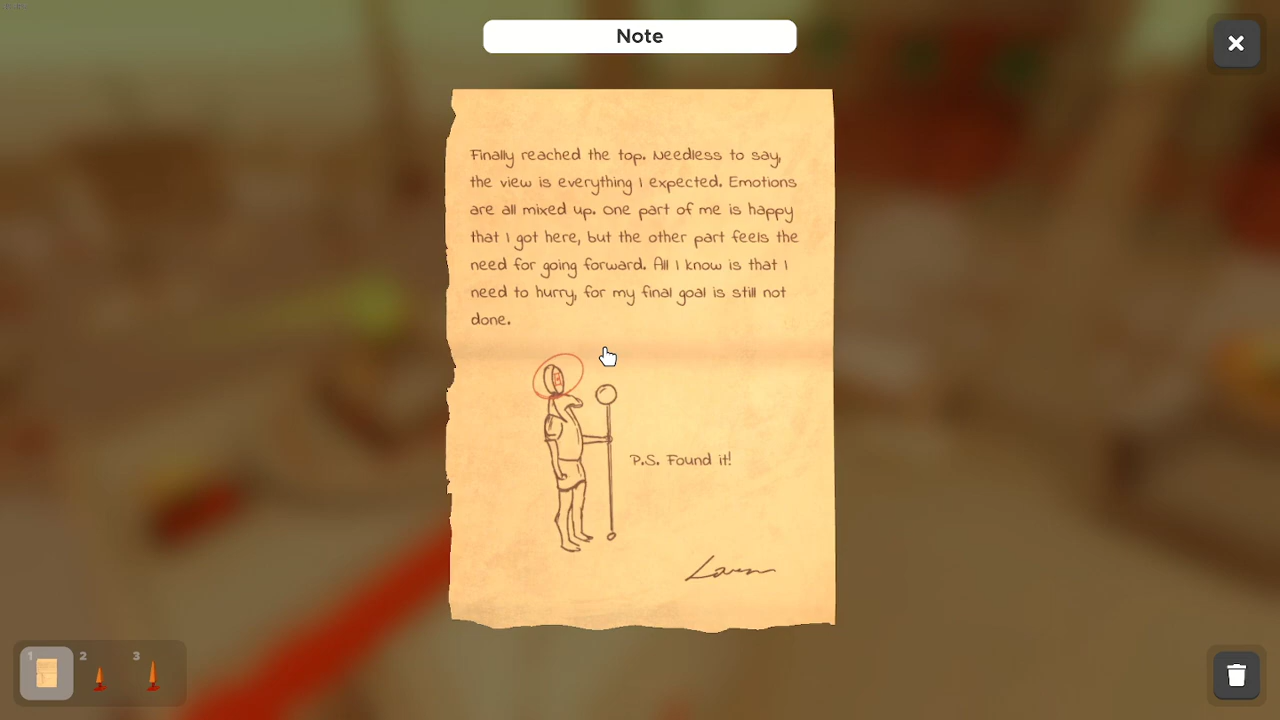 Note
Finally reached the top. Needless to say,
the view is everything I expected. Emotions
are all mixed up. One part of me is happy
that I got here, but the other part feels the
need for going forward. All I know is that I
need to hurry, for my final goal is still not
done.
P.S. Found it!
1 2 3